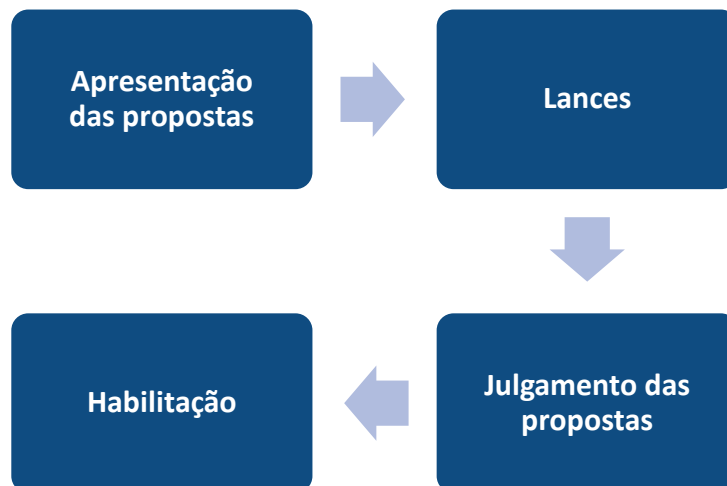 Apresentação
das propostas
Lances
Julgamento das
propostas
Habilitação